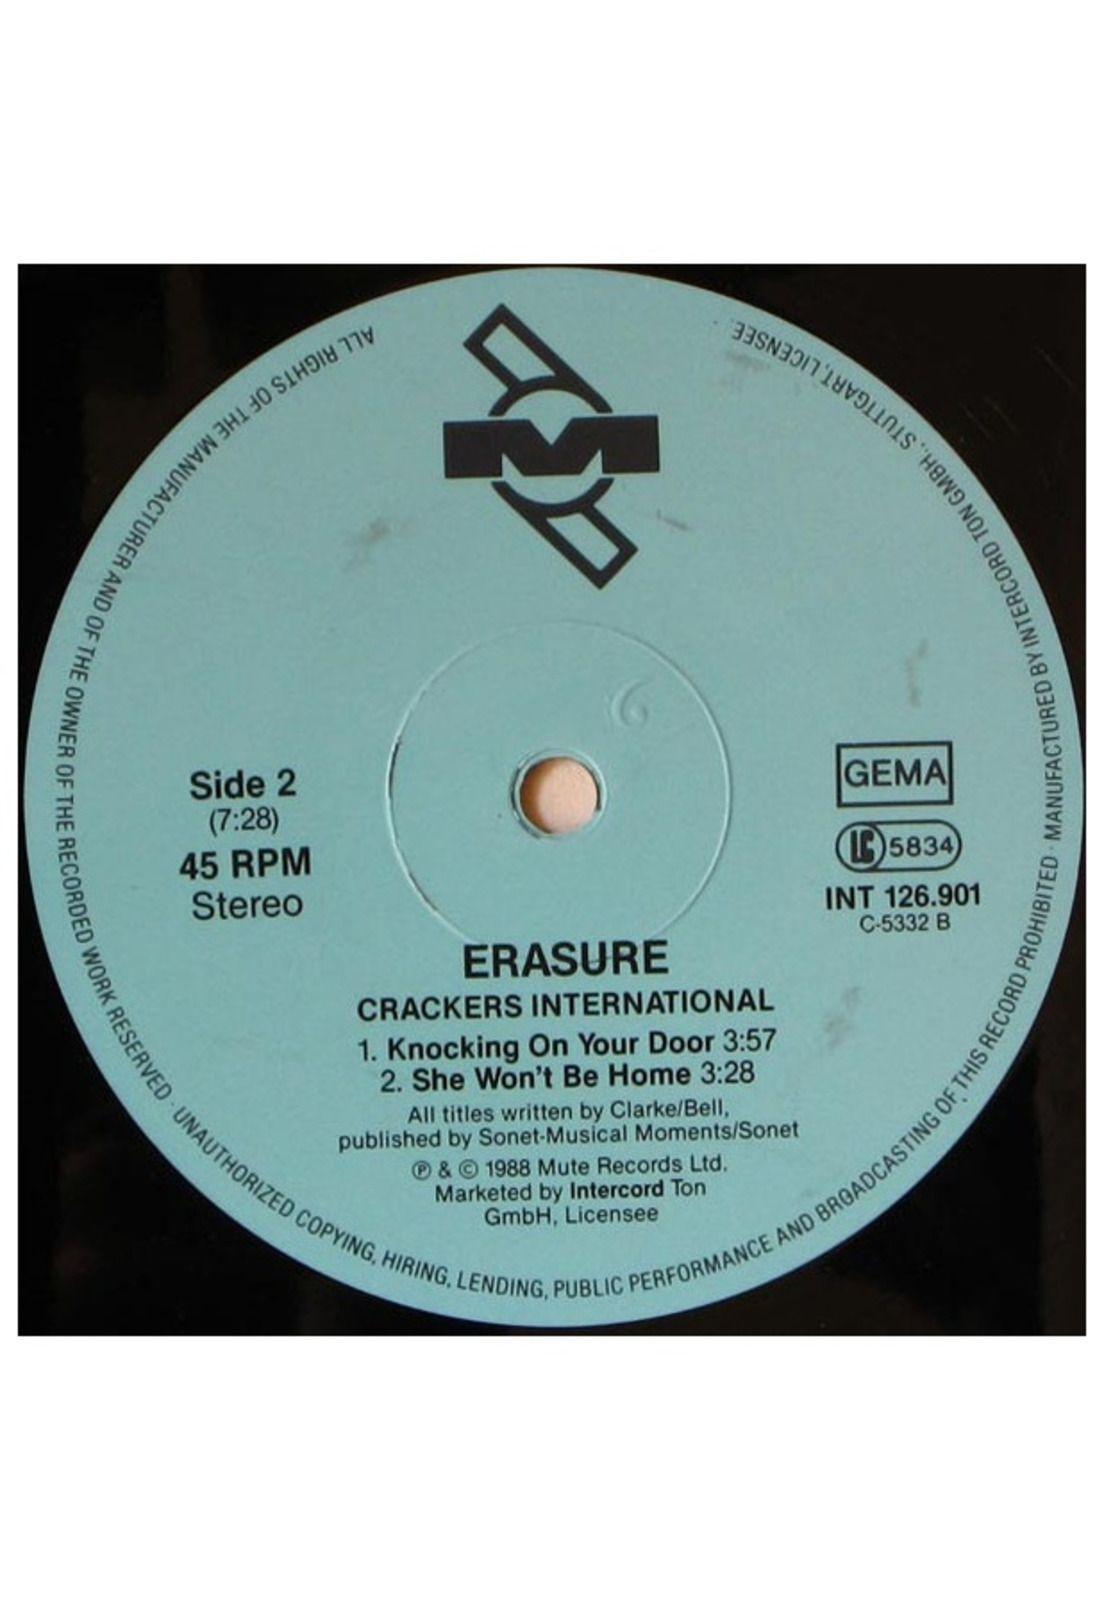 ALL RIGHTS OF THE MANUFACTURER AND OF THE OWNER OF THE RECORDED WORK RESERVED · UNAUTHORIZED COPYING, HIRING, LENDING, PUBLIC PERFORMANCE AND BROADCASTING OF THIS RECORD PROHIBITED · MANUFACTURED BY INTERCORD TON GMBH., STUTTGART, LICENSEE
M
6
Side 2
(7:28)
45 RPM
Stereo
GEMA
LC 5834
INT 126.901
C-5332 B
ERASURE
CRACKERS INTERNATIONAL
1. Knocking On Your Door 3:57
2. She Won't Be Home 3:28
All titles written by Clarke/Bell,
published by Sonet-Musical Moments/Sonet
℗ & © 1988 Mute Records Ltd.
Marketed by Intercord Ton
GmbH, Licensee